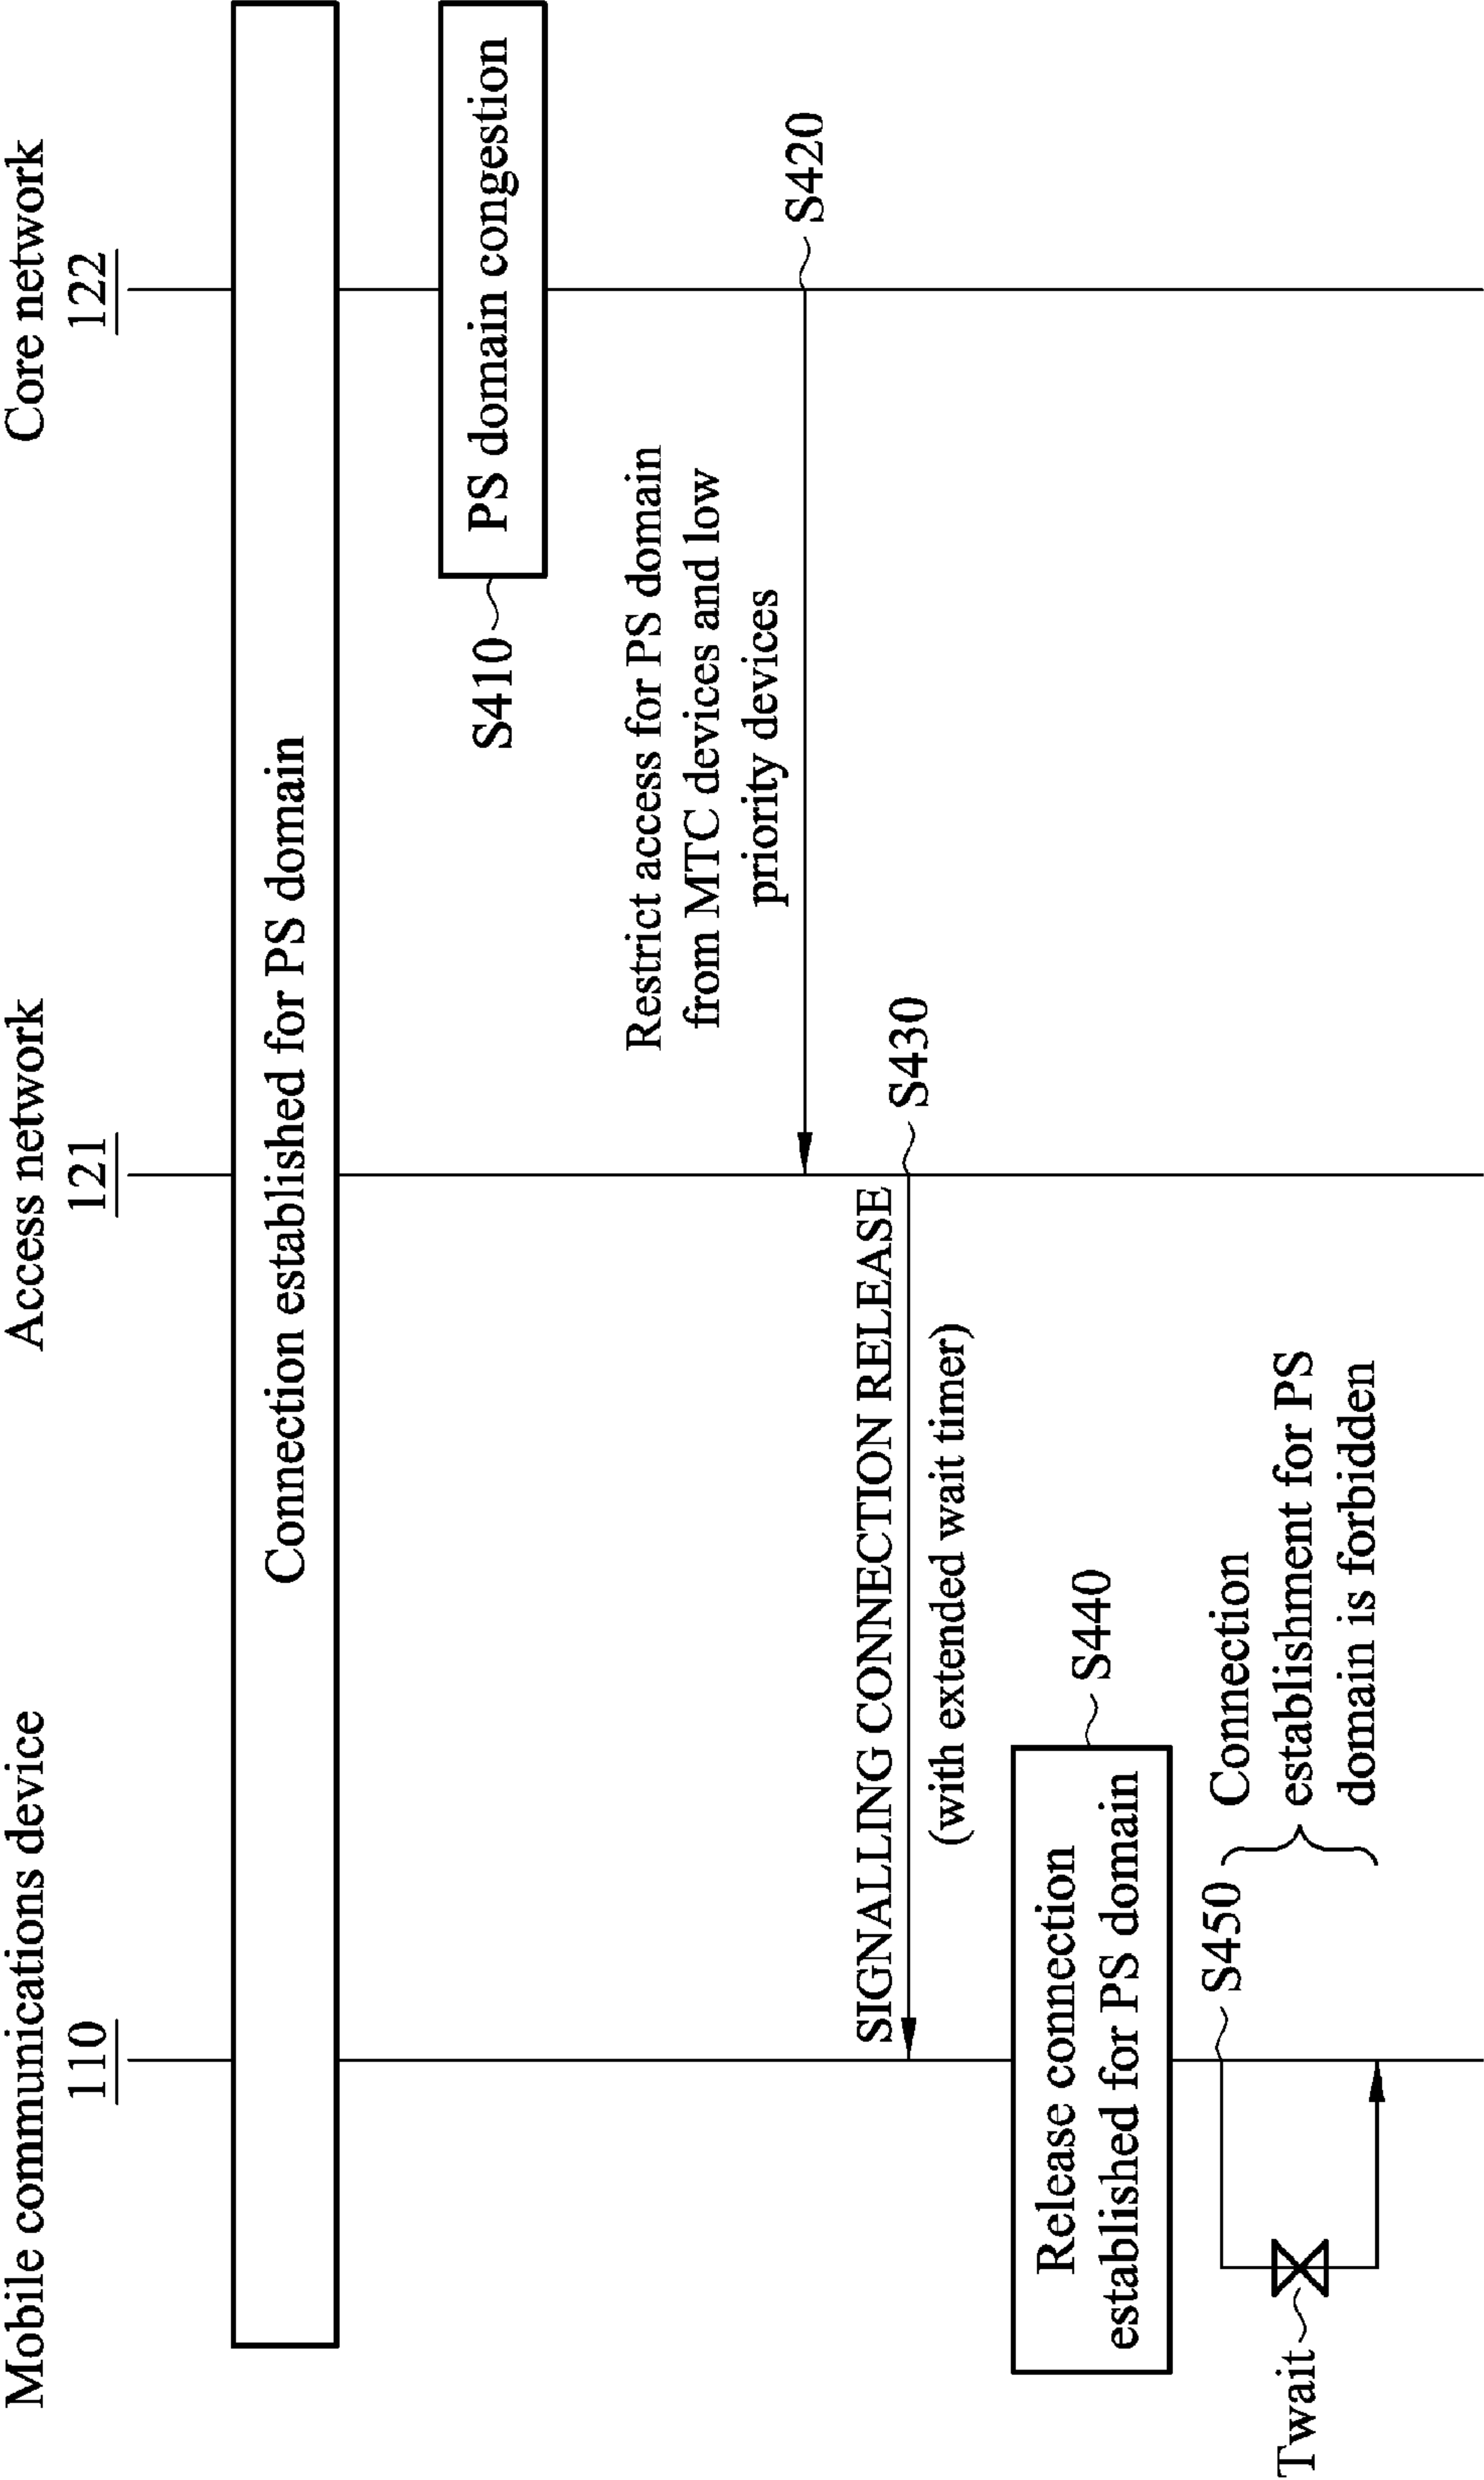 Mobile communications device
110
Access network
121
Core network
122
Connection established for PS domain
S410
PS domain congestion
Restrict access for PS domain
from MTC devices and low
priority devices
S420
SIGNALLING CONNECTION RELEASE
(with extended wait timer)
S430
Release connection
established for PS domain
S440
S450
Twait
Connection
establishment for PS
domain is forbidden